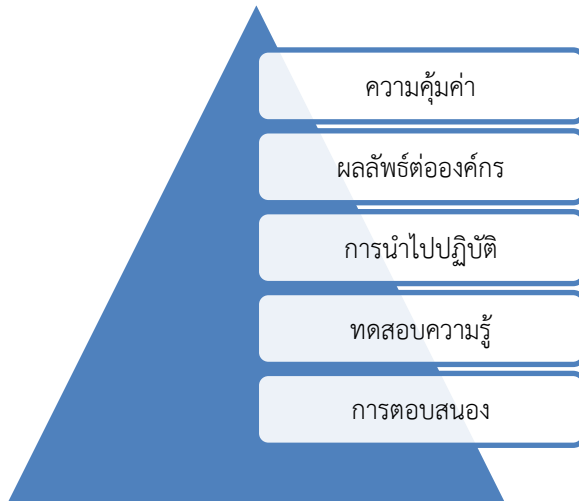 ความคุ้มค่า
ผลลัพธ์ต่อองค์กร
การนำไปปฏิบัติ
ทดสอบความรู้
การตอบสนอง